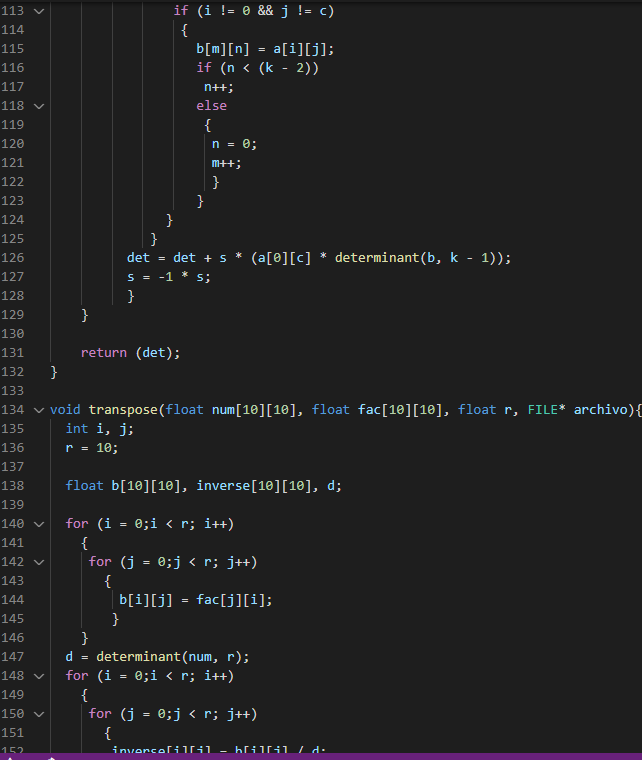 113 if (i != 0 && j != c)
114 {
115 b[m][n] = a[i][j];
116 if (n < (k - 2))
117 n++;
118 else
119 {
120 n = 0;
121 m++;
122 }
123 }
124 }
125 }
126 det = det + s * (a[0][c] * determinant(b, k - 1));
127 s = -1 * s;
128 }
129 }
130
131 return (det);
132 }
133
134 void transpose(float num[10][10], float fac[10][10], float r, FILE* archivo){
135 int i, j;
136 r = 10;
137
138 float b[10][10], inverse[10][10], d;
139
140 for (i = 0;i < r; i++)
141 {
142 for (j = 0;j < r; j++)
143 {
144 b[i][j] = fac[j][i];
145 }
146 }
147 d = determinant(num, r);
148 for (i = 0;i < r; i++)
149 {
150 for (j = 0;j < r; j++)
151 {
152 inverse[i][j] = b[i][j] / d;